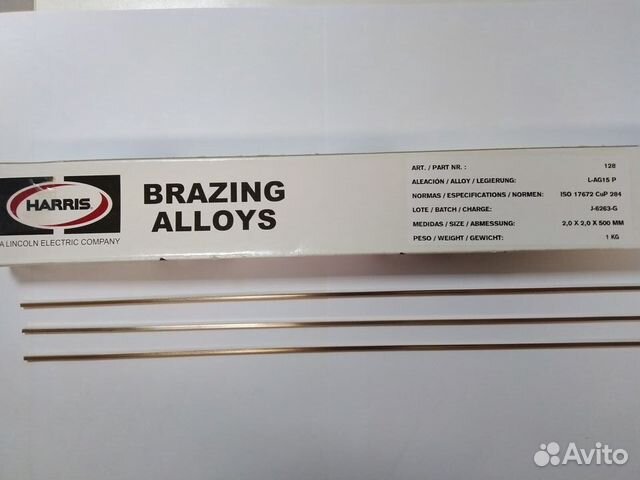 HARRIS
A LINCOLN ELECTRIC COMPANY
BRAZING
ALLOYS
ART. / PART NR. : 128
ALEACIÓN / ALLOY / LEGIERUNG: L-AG15 P
NORMAS / ESPECIFICATIONS / NORMEN: ISO 17672 CuP 284
LOTE / BATCH / CHARGE: J-6263-G
MEDIDAS / SIZE / ABMESSUNG: 2,0 X 2,0 X 500 MM
PESO / WEIGHT / GEWICHT: 1 KG
Avito